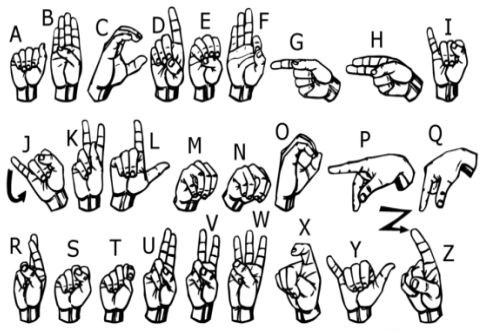 A B C D E F G H I
J K L M N O P Q
R S T U V W X Y Z